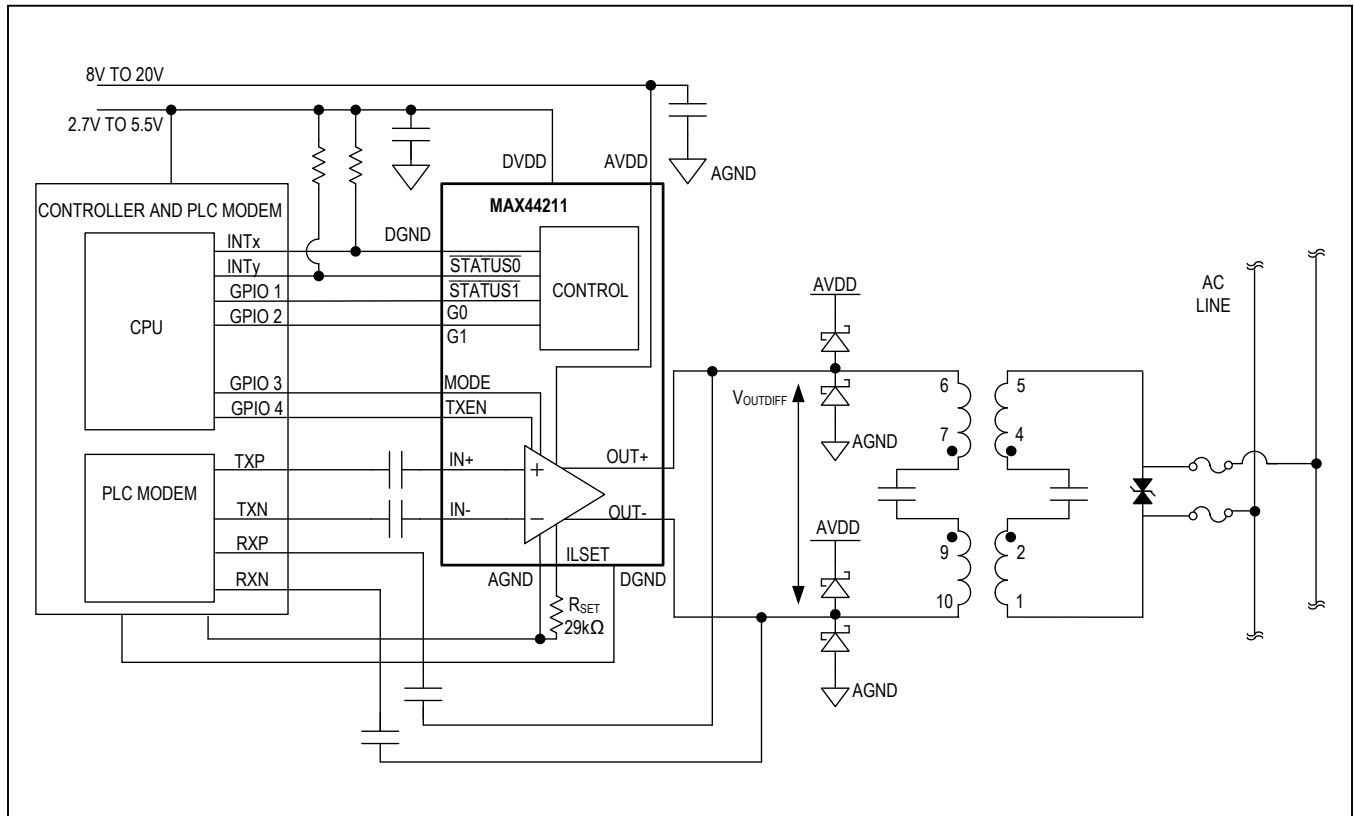 8V TO 20V
2.7V TO 5.5V
DVDD
AVDD
AGND
CONTROLLER AND PLC MODEM
MAX44211
DGND
INTx
INTy
GPIO 1
GPIO 2
CPU
STATUS0
STATUS1
G0
G1
CONTROL
GPIO 3
GPIO 4
MODE
TXEN
PLC MODEM
TXP
TXN
RXP
RXN
IN+
IN-
+
−
OUT+
OUT-
ILSET
AGND
DGND
RSET
29kΩ
AVDD
AGND
VOUTDIFF
AVDD
AGND
6
7
9
10
5
4
2
1
AC
LINE